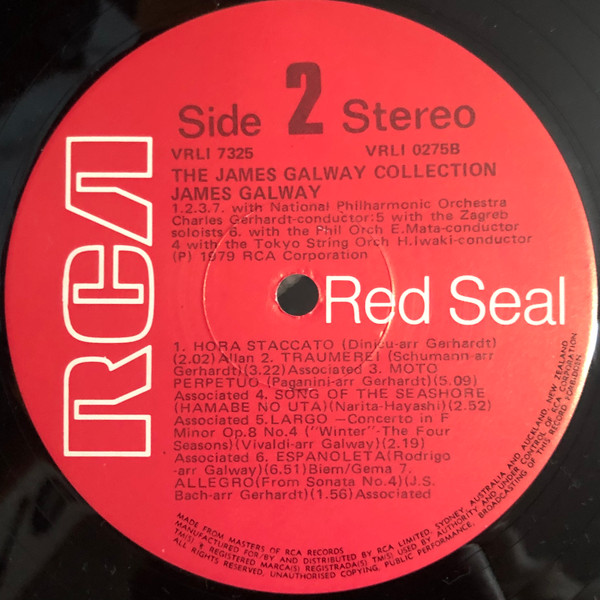 RCA
Side 2 Stereo
VRLI 7325 VRLI 0275B
THE JAMES GALWAY COLLECTION
JAMES GALWAY
1.2.3.7. with National Philharmonic Orchestra
Charles Gerhardt-conductor:5 with the Zagreb
soloists 6. with the Phil Orch E.Mata-conductor
4 with the Tokyo String Orch H.Iwaki-conductor
(P) 1979 RCA Corporation
Red Seal
1. HORA STACCATO (Dinicu-arr Gerhardt)
(2.02)Allan 2. TRAUMEREI (Schumann-arr
Gerhardt)(3.22)Associated 3. MOTO
PERPETUO (Paganini-arr Gerhardt)(5.09)
Associated 4. SONG OF THE SEASHORE
(HAMABE NO UTA)(Narita-Hayashi)(2.52)
Associated 5.LARGO —Concerto in F
Minor Op.8 No.4 ("Winter"-The Four
Seasons)(Vivaldi-arr Galway)(2.19)
Associated 6. ESPANOLETA(Rodrigo
-arr Galway)(6.51)Biem/Gema 7.
ALLEGRO(From Sonata No.4)(J.S.
Bach-arr Gerhardt)(1.56)Associated
MADE FROM MASTERS OF RCA RECORDS
MANUFACTURED FOR/BY AND DISTRIBUTED BY RCA LIMITED, SYDNEY, AUSTRALIA AND AUCKLAND, NEW ZEALAND
TM(S) ® REGISTERED MARCA(S) REGISTRADA(S) TM(S) USED BY AUTHORITY AND UNDER CONTROL OF RCA CORPORATION
ALL RIGHTS RESERVED, UNAUTHORISED COPYING, PUBLIC PERFORMANCE, BROADCASTING OF THIS RECORD FORBIDDEN